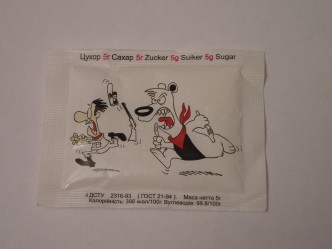 Цукор 5г Сахар 5г Zucker 5g Suiker 5g Sugar
ДСТУ 2316-93 ( ГОСТ 21-94 ). Маса нетто 5г
Калорійність: 399 ккал/100г. Вуглеводів: 99,8/100г